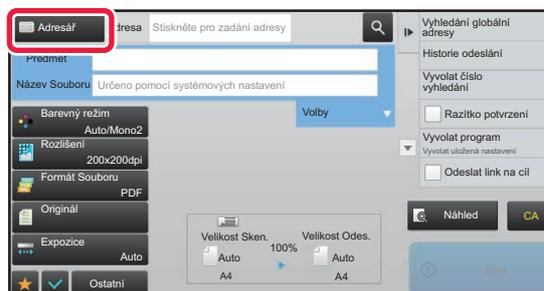 Adresář
dresa Stiskněte pro zadání adresy
Předmět
Název Souboru Určeno pomocí systémových nastavení
Volby
Barevný režim
Auto/Mono2
Rozlišení
200x200dpi
Formát Souboru
PDF
Originál
Expozice
Auto
Ostatní
Velikost Sken.
100%
Velikost Odes.
Auto
A4
Auto
A4
Vyhledání globální
adresy
Historie odeslání
Vyvolat číslo
vyhledání
Razítko potvrzení
Vyvolat program
Vyvolat uložená nastavení
Odeslat link na cíl
Náhled
CA
Start